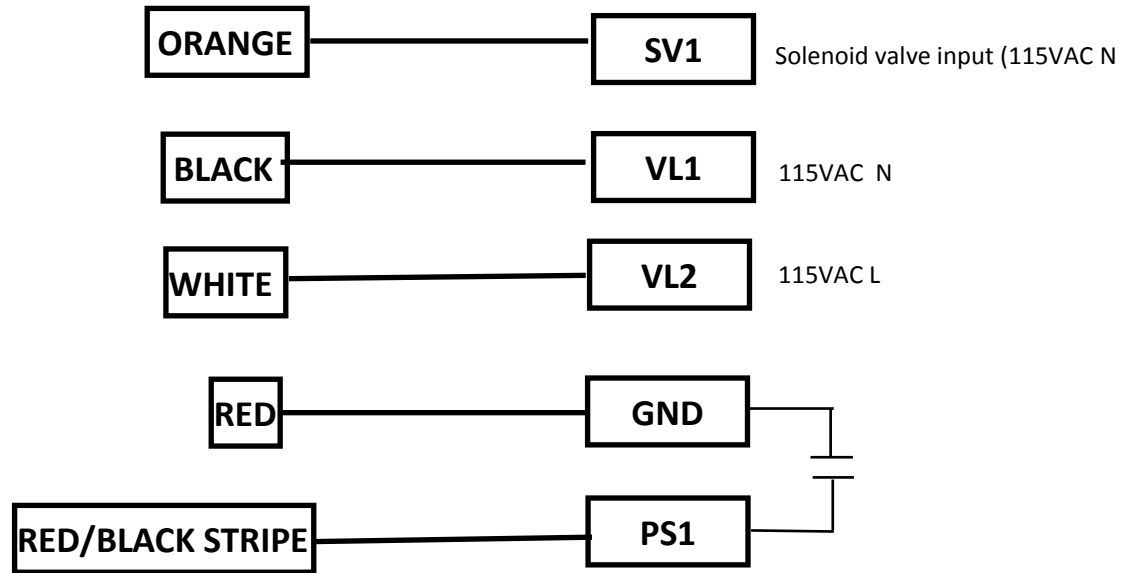 ORANGE SV1 Solenoid valve input (115VAC N
BLACK VL1 115VAC N
WHITE VL2 115VAC L
RED GND
RED/BLACK STRIPE PS1